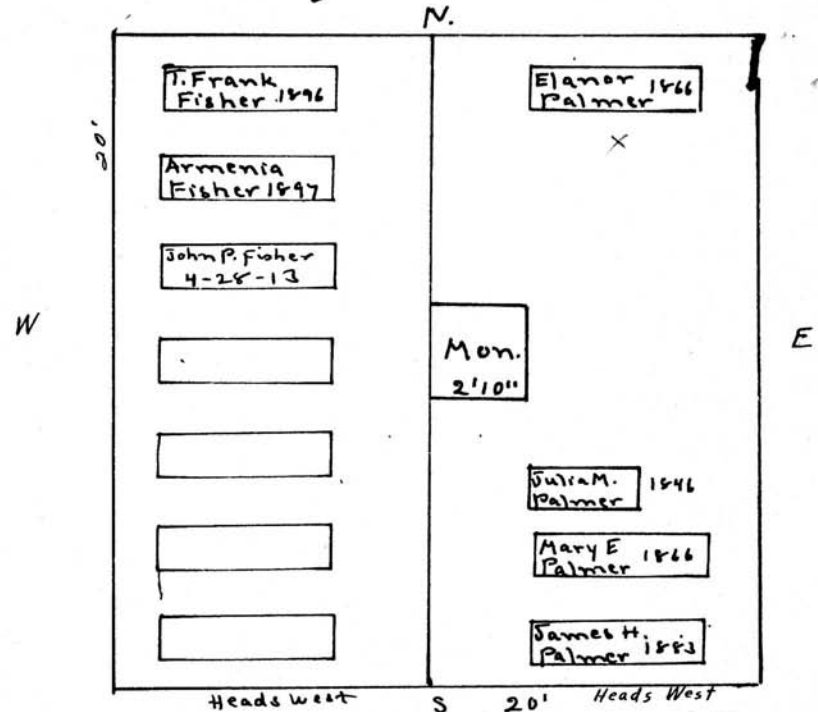 N.
T. Frank
Fisher 1896
Elanor 1866
Palmer
X
20'
Armenia
Fisher 1897
John P. Fisher
4-28-13
W
E
Mon.
2'10"
Julia M. 1846
Palmer
Mary E 1866
Palmer
James H. 1883
Palmer
Heads West
S
20'
Heads West